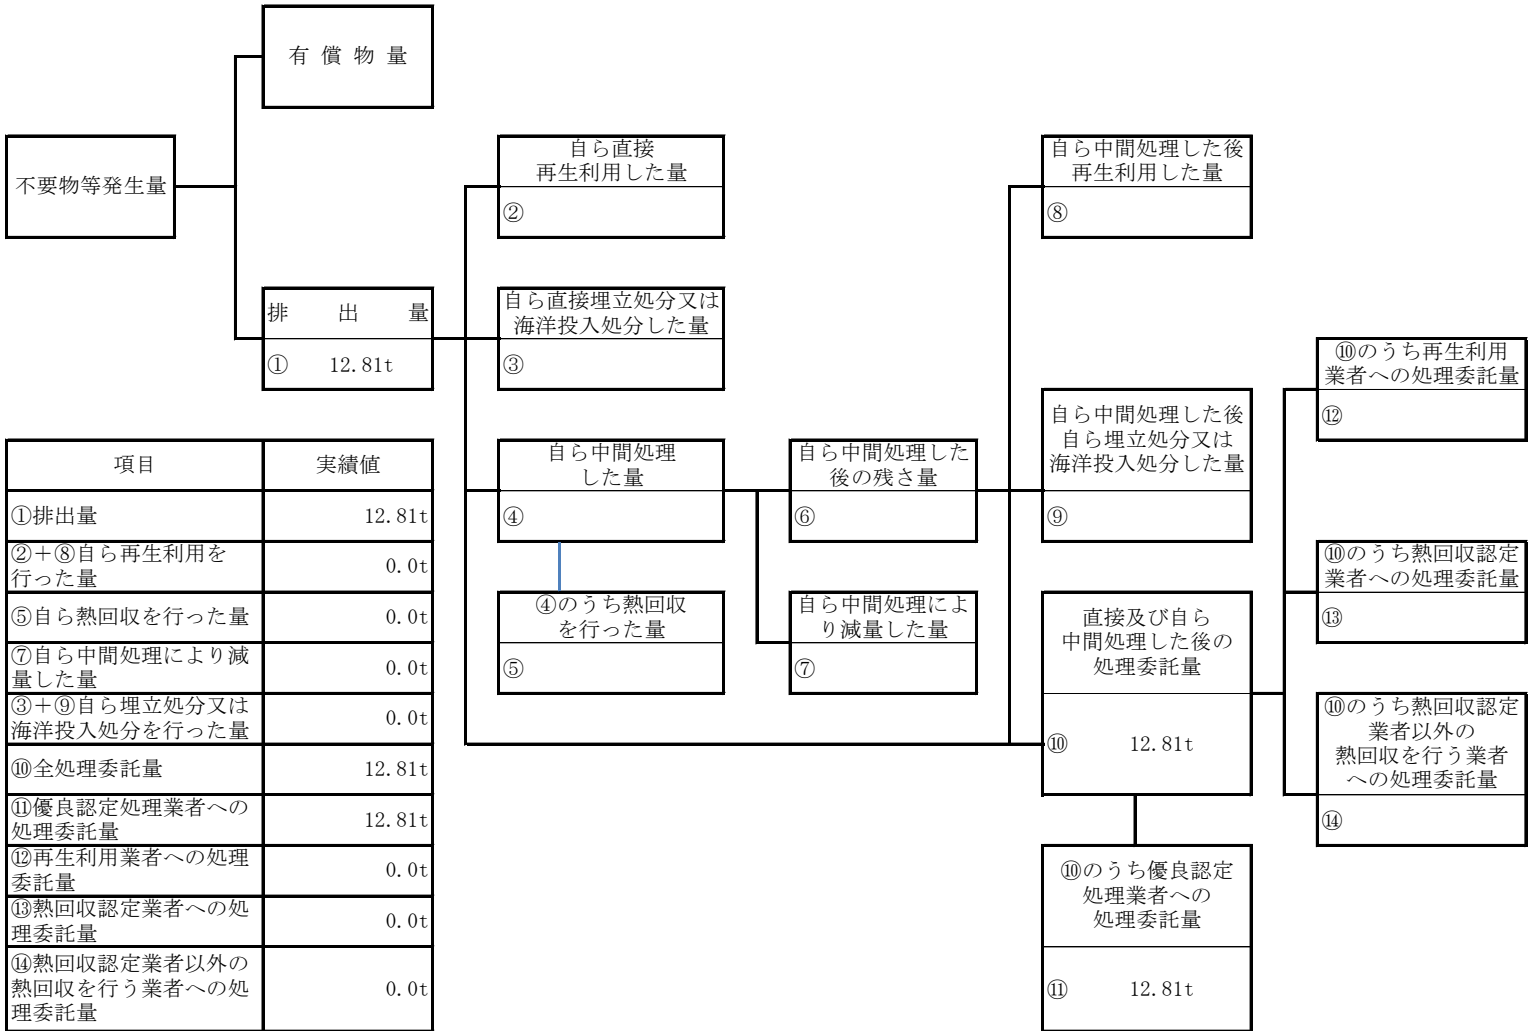 有償物量
不要物等発生量
排出量
① 12.81t
自ら直接
再生利用した量
②
自ら直接埋立処分又は
海洋投入処分した量
③
自ら中間処理
した量
④
④のうち熱回収
を行った量
⑤
自ら中間処理した
後の残さ量
⑥
自ら中間処理によ
り減量した量
⑦
自ら中間処理した後
再生利用した量
⑧
自ら中間処理した後
自ら埋立処分又は
海洋投入処分した量
⑨
直接及び自ら
中間処理した後の
処理委託量
⑩ 12.81t
⑩のうち優良認定
処理業者への
処理委託量
⑪ 12.81t
⑩のうち再生利用
業者への処理委託量
⑫
⑩のうち熱回収認定
業者への処理委託量
⑬
⑩のうち熱回収認定
業者以外の
熱回収を行う業者
への処理委託量
⑭
項目 実績値
①排出量 12.81t
②＋⑧自ら再生利用を
行った量 0.0t
⑤自ら熱回収を行った量 0.0t
⑦自ら中間処理により減
量した量 0.0t
③＋⑨自ら埋立処分又は
海洋投入処分を行った量 0.0t
⑩全処理委託量 12.81t
⑪優良認定処理業者への
処理委託量 12.81t
⑫再生利用業者への処理
委託量 0.0t
⑬熱回収認定業者への処
理委託量 0.0t
⑭熱回収認定業者以外の
熱回収を行う業者への処
理委託量 0.0t